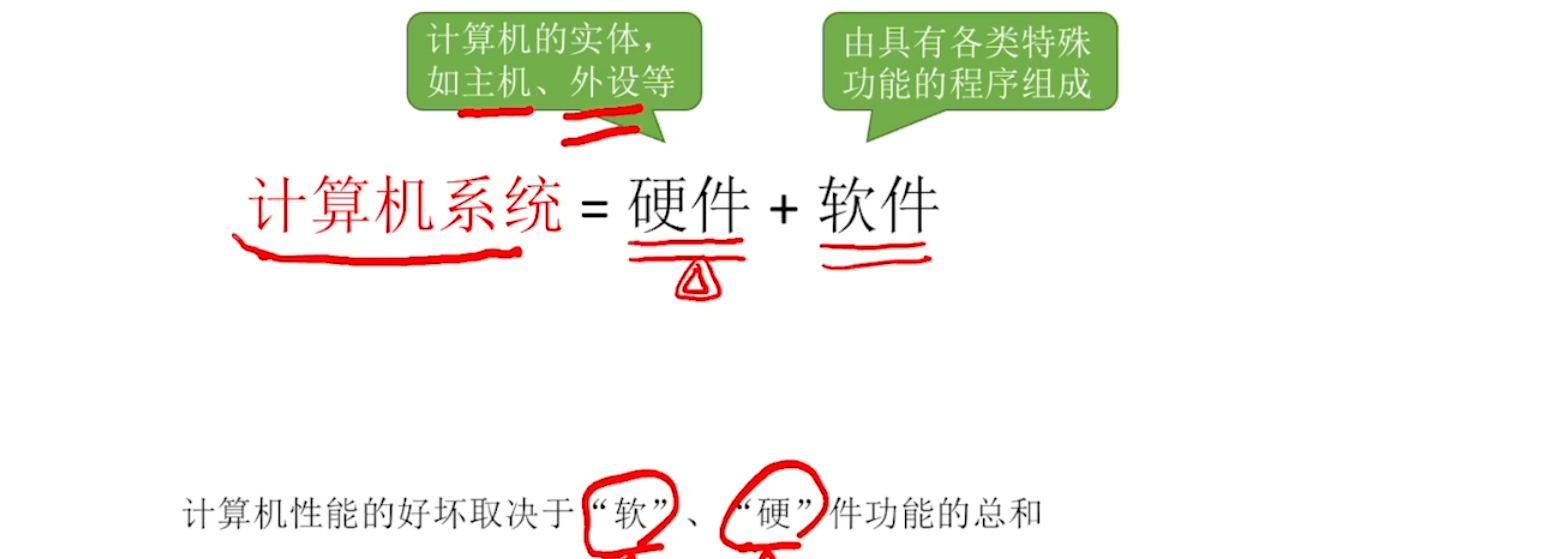 计算机的实体，
如主机、外设等
由具有各类特殊
功能的程序组成
计算机系统 = 硬件 + 软件
计算机性能的好坏取决于“软”、“�”件功能的总和